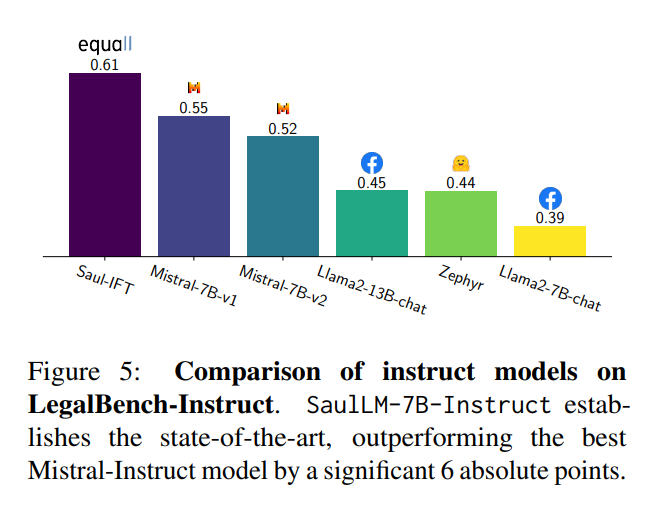 equall
0.61
0.55
0.52
0.45
0.44
0.39
Saul-IFT
Mistral-7B-v1
Mistral-7B-v2
Llama2-13B-chat
Zephyr
Llama2-7B-chat
Figure 5: Comparison of instruct models on
LegalBench-Instruct. SaulLM-7B-Instruct estab-
lishes the state-of-the-art, outperforming the best
Mistral-Instruct model by a significant 6 absolute points.